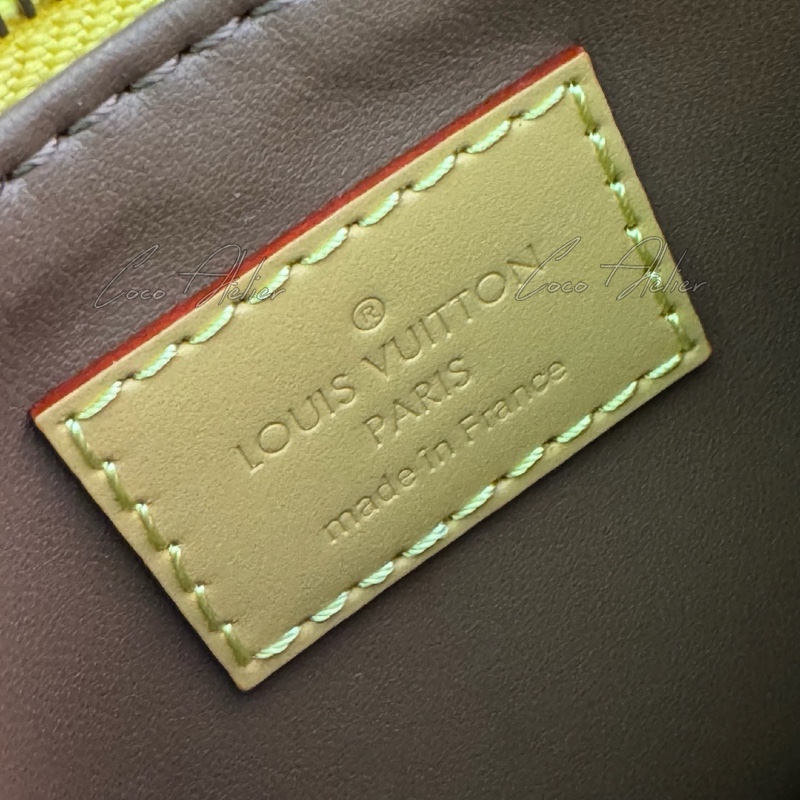 Coco Atelier Coco Atelier
®
LOUIS VUITTON
PARIS
made in France